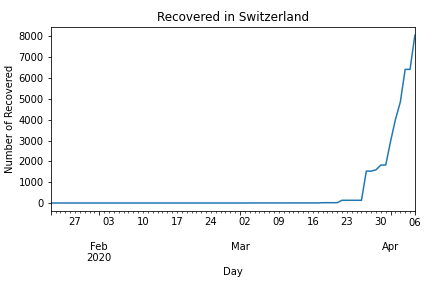 Recovered in Switzerland
8000
7000
6000
5000
4000
3000
2000
1000
0
Number of Recovered
27 03 10 17 24 02 09 16 23 30 06
Feb Mar Apr
2020
Day